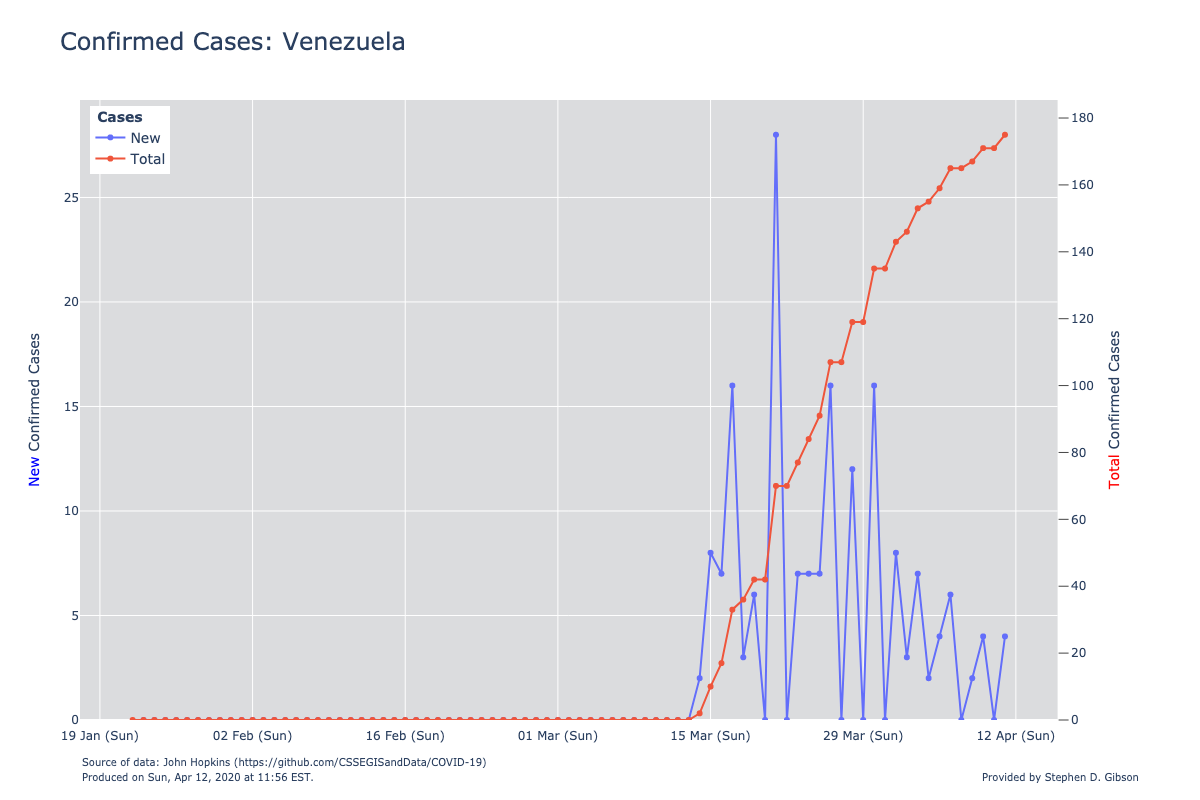 Confirmed Cases: Venezuela
Cases
New
Total
180
160
140
120
100
80
60
40
20
0
25
20
15
10
5
0
New Confirmed Cases
Total Confirmed Cases
19 Jan (Sun) 02 Feb (Sun) 16 Feb (Sun) 01 Mar (Sun) 15 Mar (Sun) 29 Mar (Sun) 12 Apr (Sun)
Source of data: John Hopkins (https://github.com/CSSEGISandData/COVID-19)
Produced on Sun, Apr 12, 2020 at 11:56 EST.
Provided by Stephen D. Gibson